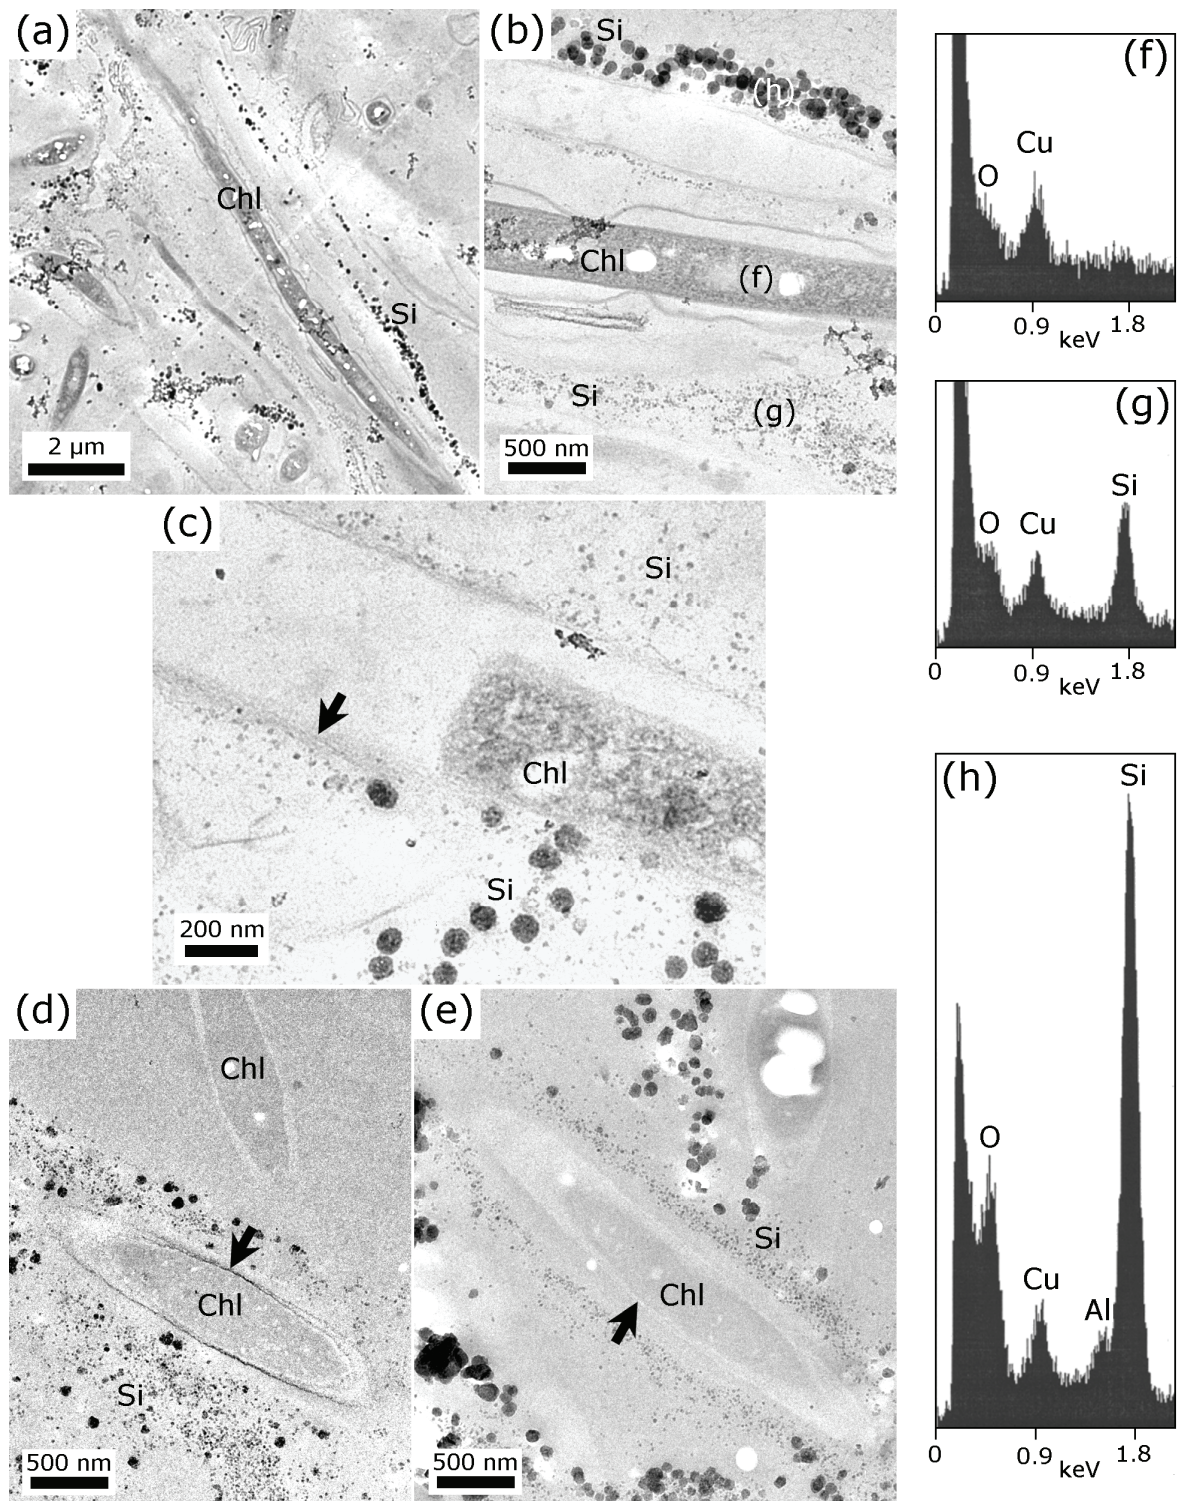 (a)
Chl
Si
2 µm
(b)
Si
(h)
Chl
(f)
Si
(g)
500 nm
(c)
Si
Chl
Si
200 nm
(d)
Chl
Chl
Si
500 nm
(e)
Si
Chl
500 nm
(f)
O
Cu
0
0.9
1.8
keV
(g)
O
Cu
Si
0
0.9
1.8
keV
(h)
Si
O
Cu
Al
0
0.9
1.8
keV